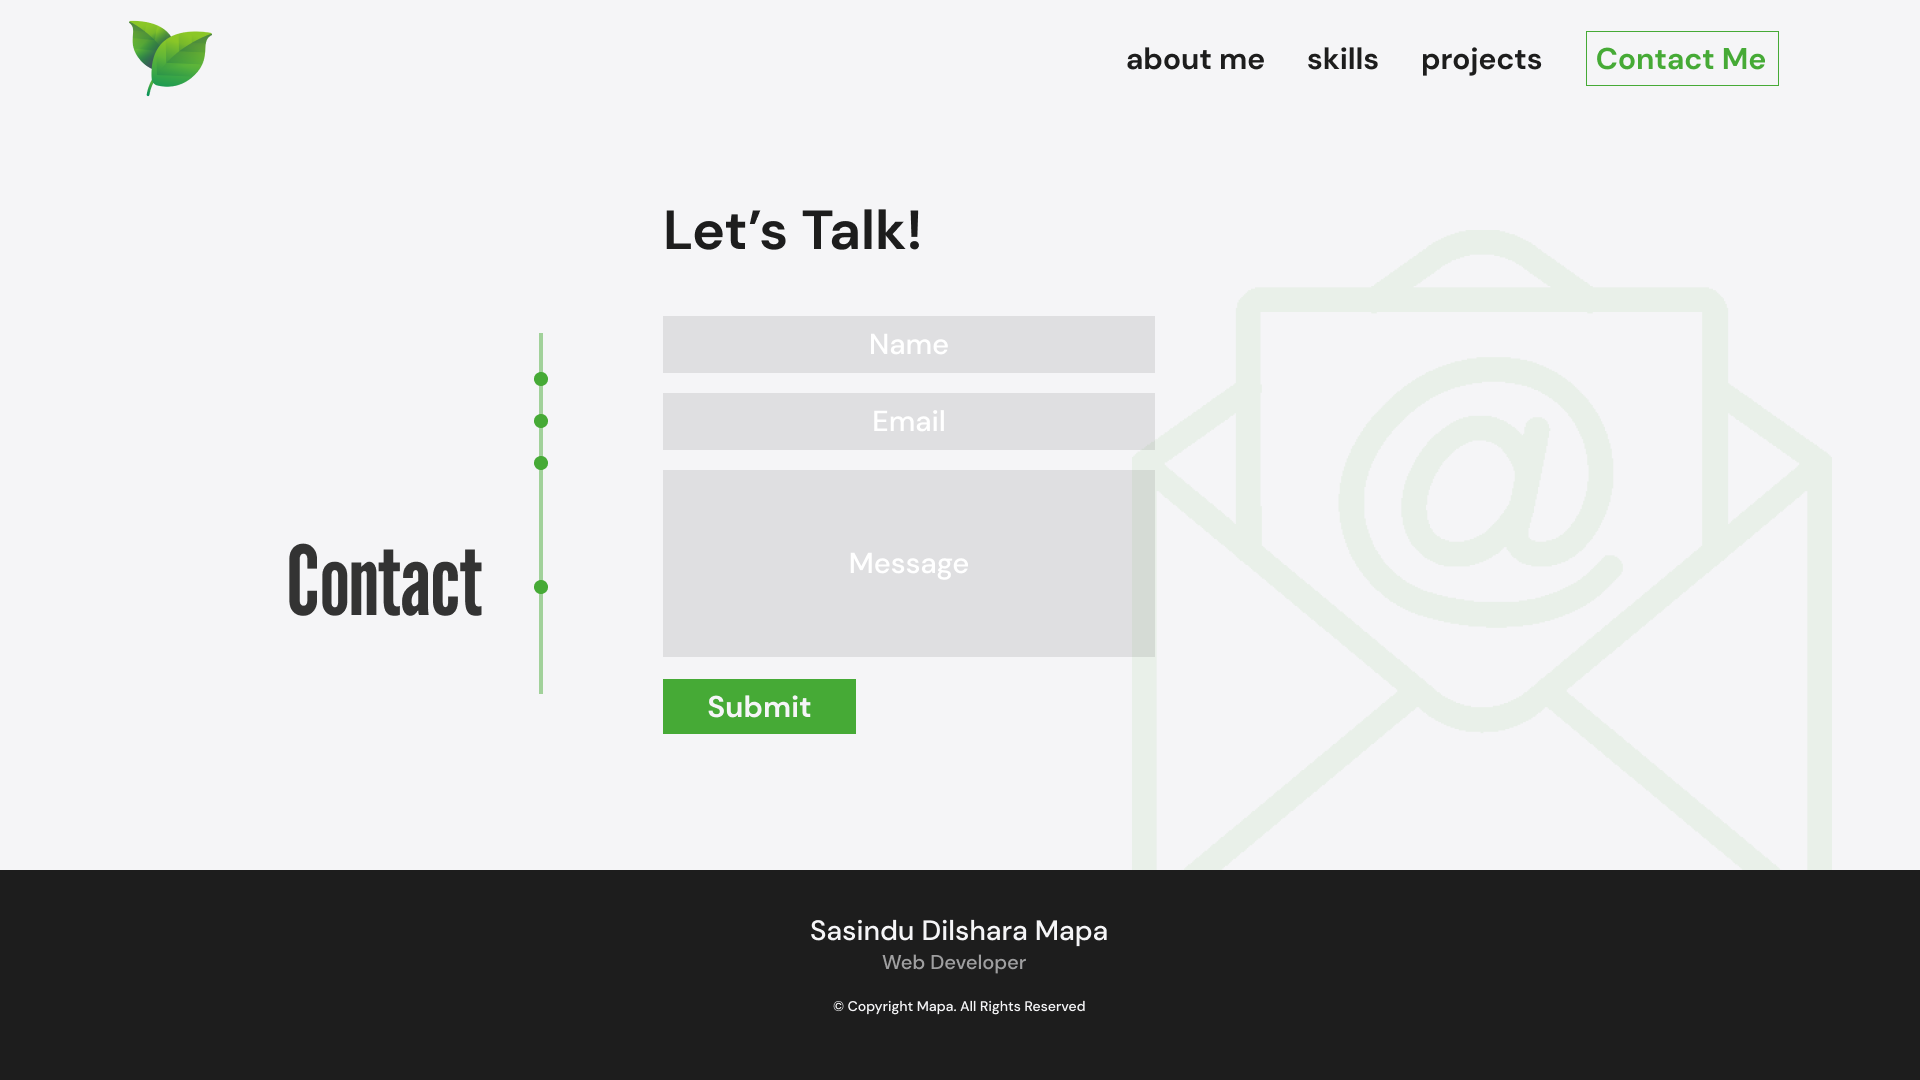 about me
skills
projects
Contact Me
Let’s Talk!
Name
Email
Message
Contact
Submit
Sasindu Dilshara Mapa
Web Developer
© Copyright Mapa. All Rights Reserved